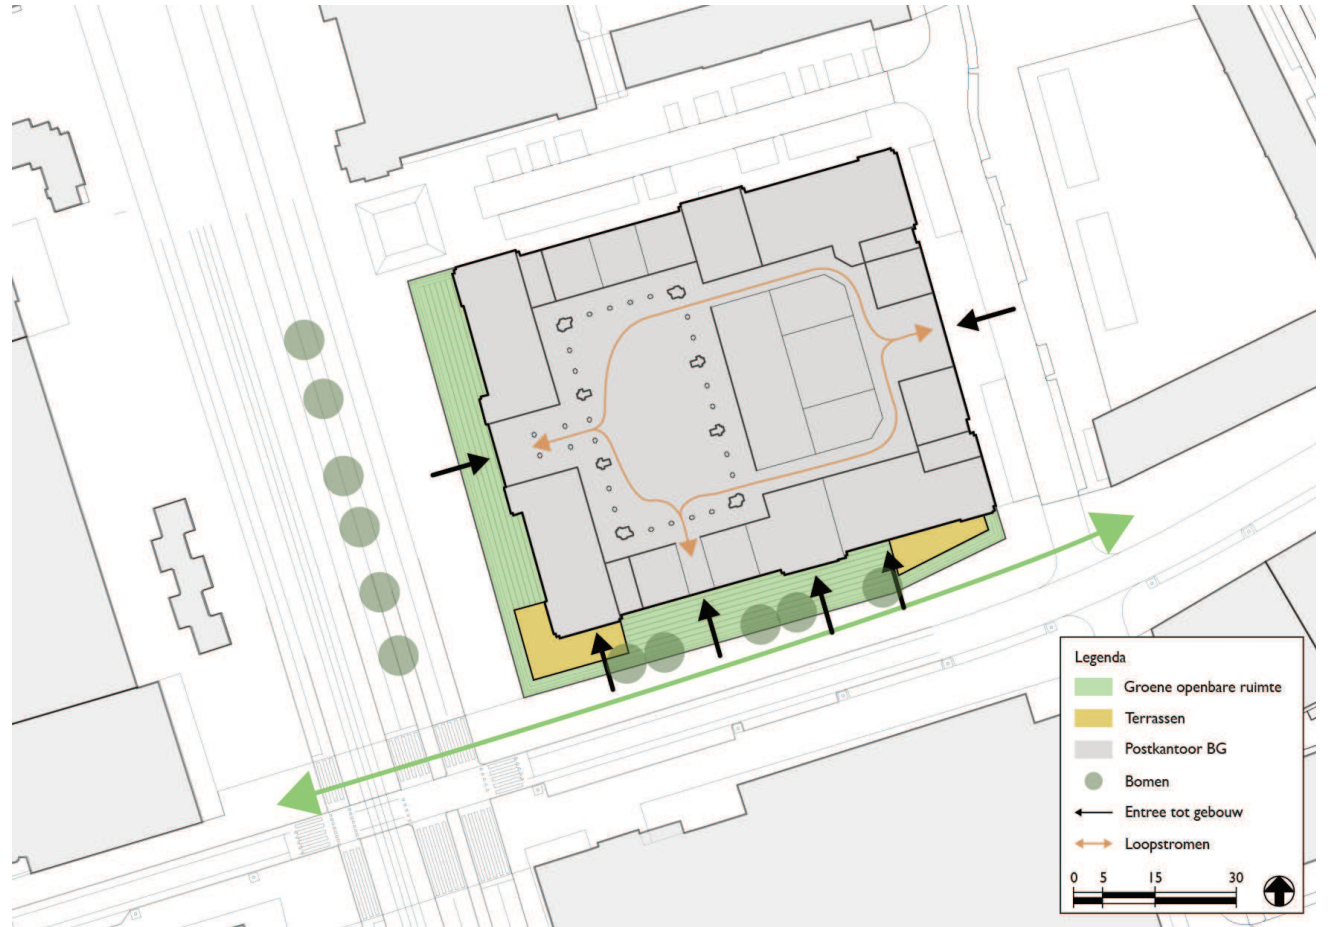 Legenda
Groene openbare ruimte
Terrassen
Postkantoor BG
Bomen
Entree tot gebouw
Loopstromen
0 5 15 30